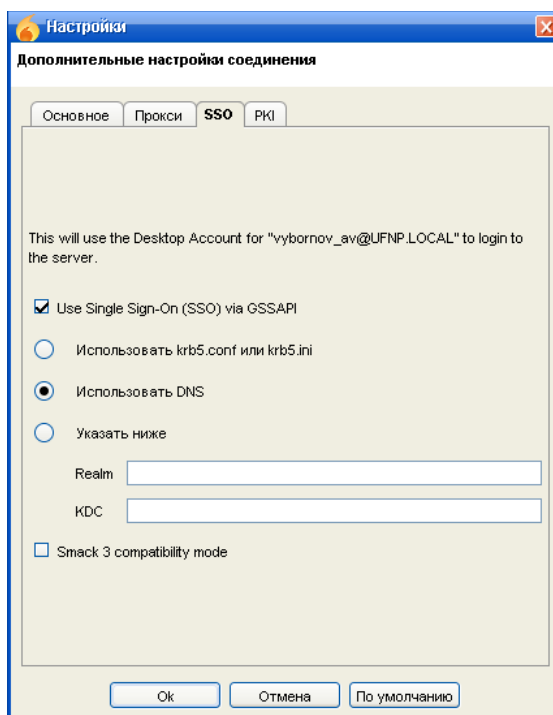 Настройки
Дополнительные настройки соединения
Основное Прокси SSO PKI
This will use the Desktop Account for "vybornov_av@UFNP.LOCAL" to login to
the server.
Use Single Sign-On (SSO) via GSSAPI
Использовать krb5.conf или krb5.ini
Использовать DNS
Указать ниже
Realm
KDC
Smack 3 compatibility mode
Ok Отмена По умолчанию